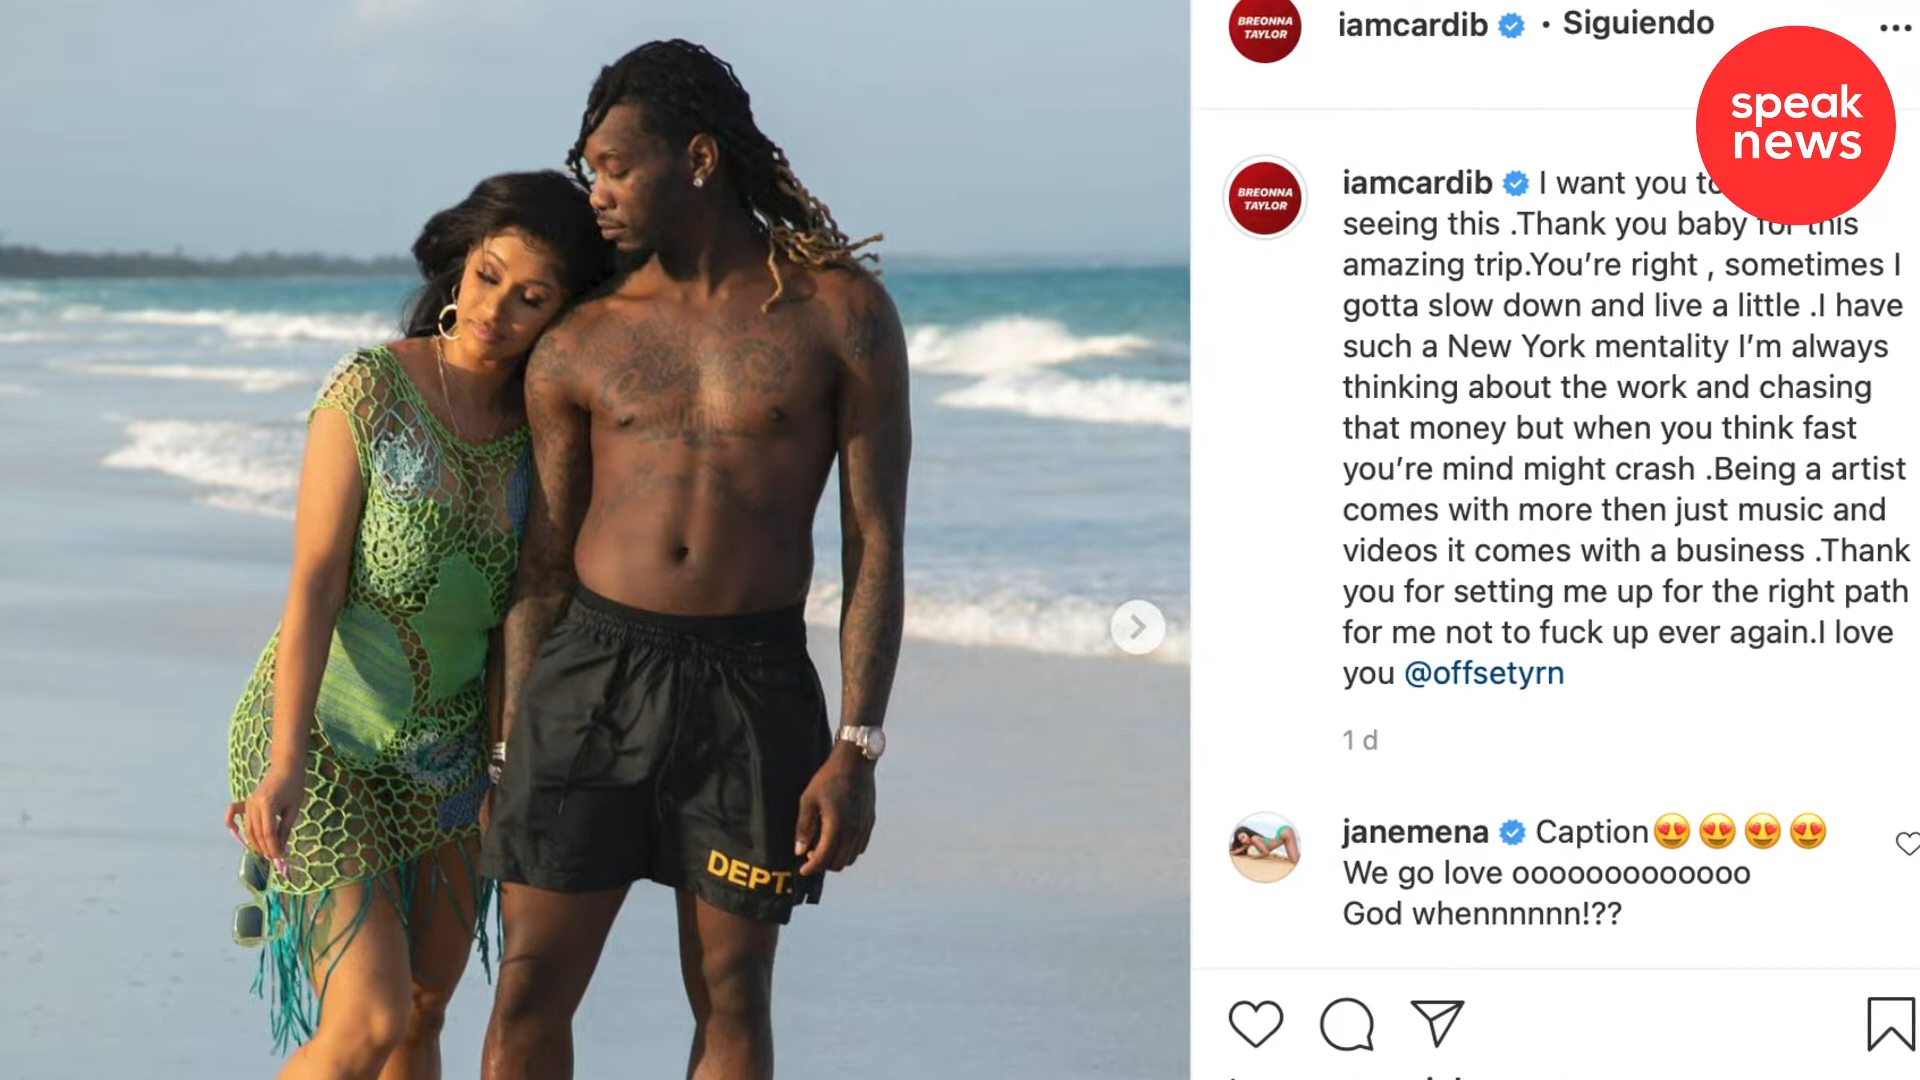 BREONNA
TAYLOR
iamcardib • Siguiendo
speak
news
BREONNA
TAYLOR
iamcardib I want you
seeing this .Thank you baby for this
amazing trip.You’re right , sometimes I
gotta slow down and live a little .I have
such a New York mentality I’m always
thinking about the work and chasing
that money but when you think fast
you’re mind might crash .Being a artist
comes with more then just music and
videos it comes with a business .Thank
you for setting me up for the right path
for me not to fuck up ever again.I love
you @offsetyrn
1 d
janemena Caption😍😍😍😍
We go love ooooooooooooo
God whennnnnn!??
DEPT.